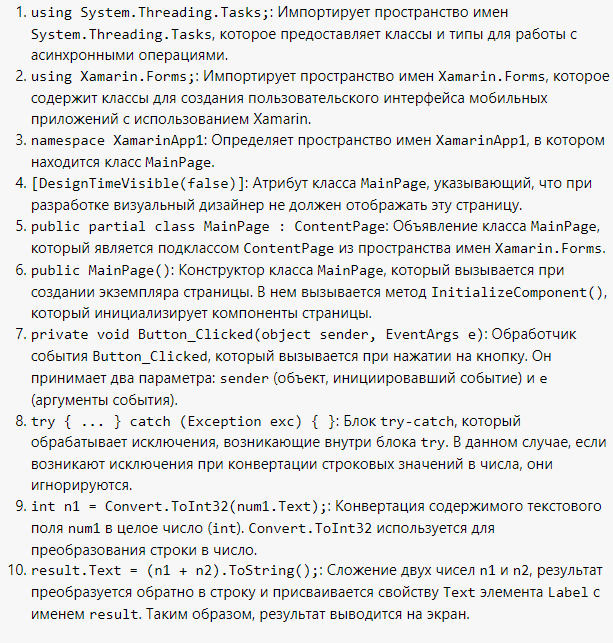 1. using System.Threading.Tasks;: Импортирует пространство имен
System.Threading.Tasks, которое предоставляет классы и типы для работы с
асинхронными операциями.
2. using Xamarin.Forms;: Импортирует пространство имен Xamarin.Forms, которое
содержит классы для создания пользовательского интерфейса мобильных
приложений с использованием Xamarin.
3. namespace XamarinApp1: Определяет пространство имен XamarinApp1, в котором
находится класс MainPage.
4. [DesignTimeVisible(false)]: Атрибут класса MainPage, указывающий, что при
разработке визуальный дизайнер не должен отображать эту страницу.
5. public partial class MainPage : ContentPage: Объявление класса MainPage,
который является подклассом ContentPage из пространства имен Xamarin.Forms.
6. public MainPage(): Конструктор класса MainPage, который вызывается при
создании экземпляра страницы. В нем вызывается метод InitializeComponent(),
который инициализирует компоненты страницы.
7. private void Button_Clicked(object sender, EventArgs e): Обработчик
события Button_Clicked, который вызывается при нажатии на кнопку. Он
принимает два параметра: sender (объект, инициировавший событие) и e
(аргументы события).
8. try { ... } catch (Exception exc) { }: Блок try-catch, который
обрабатывает исключения, возникающие внутри блока try. В данном случае, если
возникают исключения при конвертации строковых значений в числа, они
игнорируются.
9. int n1 = Convert.ToInt32(num1.Text);: Конвертация содержимого текстового
поля num1 в целое число (int). Convert.ToInt32 используется для
преобразования строки в число.
10. result.Text = (n1 + n2).ToString();: Сложение двух чисел n1 и n2, результат
преобразуется обратно в строку и присваивается свойству Text элемента Label с
именем result. Таким образом, результат выводится на экран.